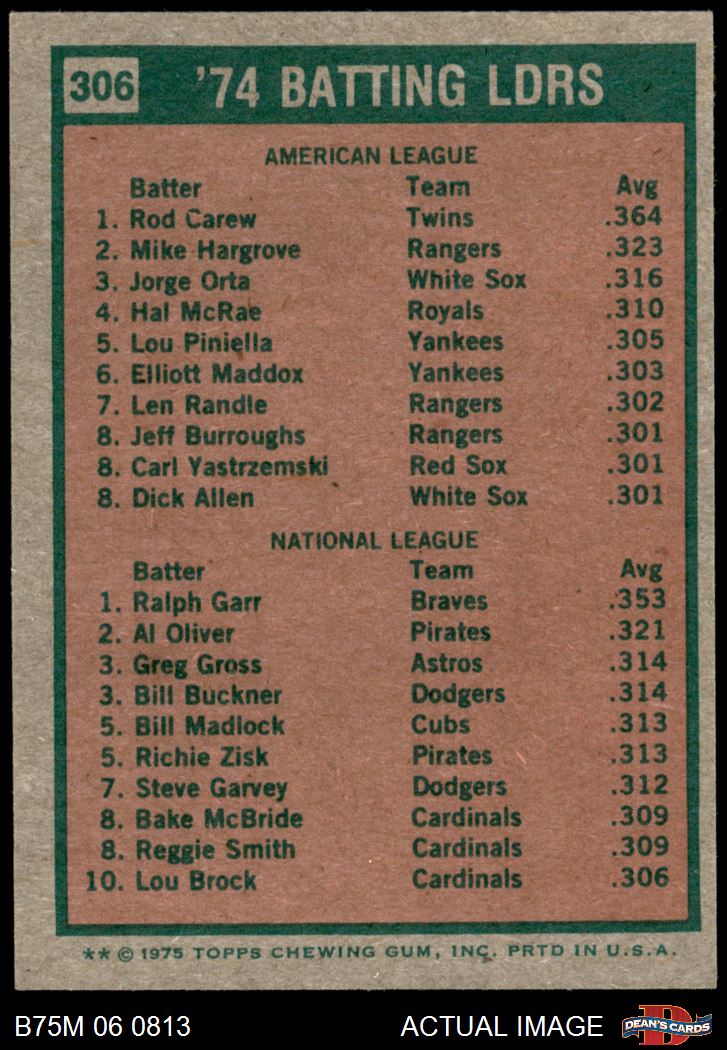 306 '74 BATTING LDRS
AMERICAN LEAGUE
Batter Team Avg
1. Rod Carew Twins .364
2. Mike Hargrove Rangers .323
3. Jorge Orta White Sox .316
4. Hal McRae Royals .310
5. Lou Piniella Yankees .305
6. Elliott Maddox Yankees .303
7. Len Randle Rangers .302
8. Jeff Burroughs Rangers .301
8. Carl Yastrzemski Red Sox .301
8. Dick Allen White Sox .301
NATIONAL LEAGUE
Batter Team Avg
1. Ralph Garr Braves .353
2. Al Oliver Pirates .321
3. Greg Gross Astros .314
3. Bill Buckner Dodgers .314
5. Bill Madlock Cubs .313
5. Richie Zisk Pirates .313
7. Steve Garvey Dodgers .312
8. Bake McBride Cardinals .309
8. Reggie Smith Cardinals .309
10. Lou Brock Cardinals .306
** © 1975 TOPPS CHEWING GUM, INC. PRTD IN U.S.A.
B75M 06 0813 ACTUAL IMAGE D DEAN'S CARDS